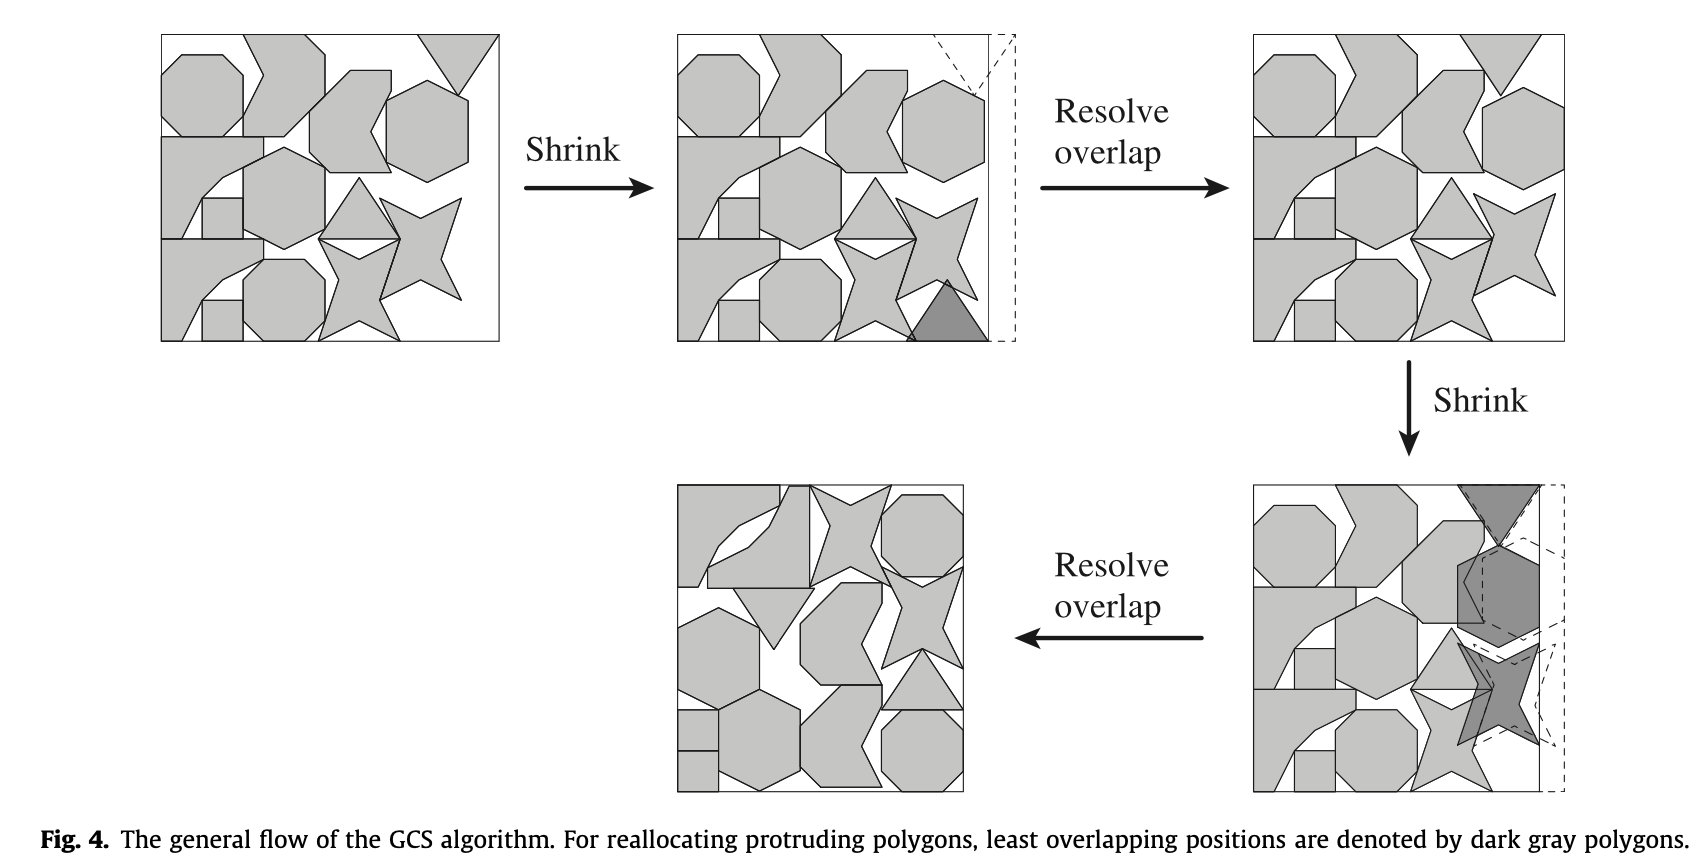 Shrink
Resolve
overlap
Shrink
Resolve
overlap
Fig. 4. The general flow of the GCS algorithm. For reallocating protruding polygons, least overlapping positions are denoted by dark gray polygons.